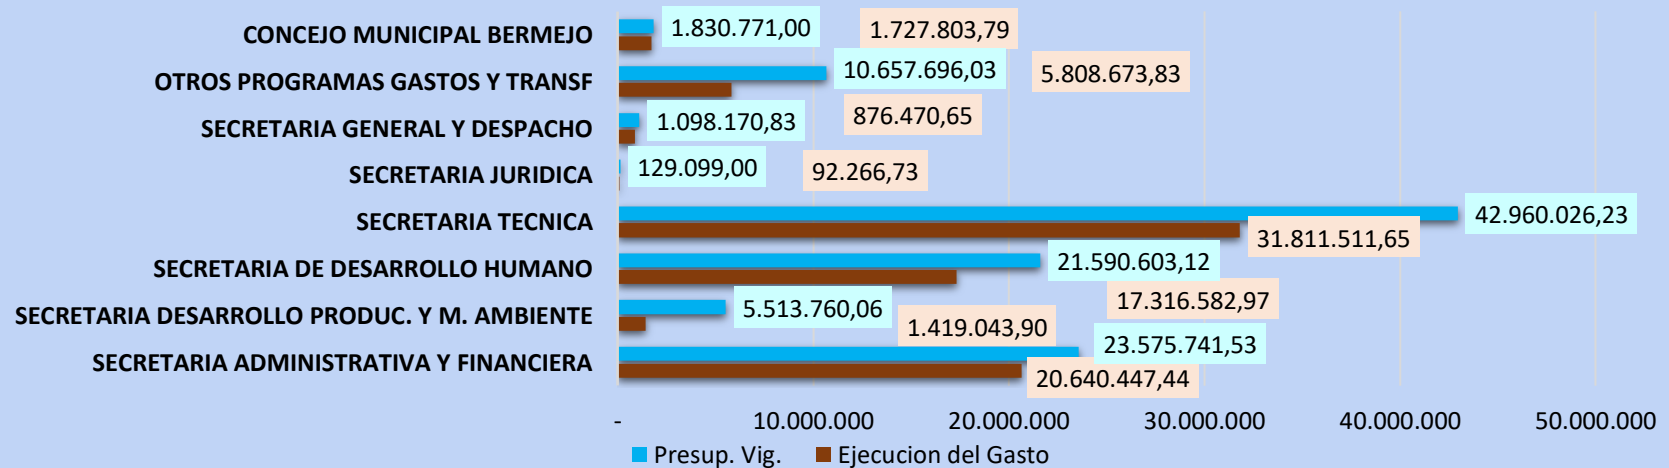 CONCEJO MUNICIPAL BERMEJO
1.830.771,00
1.727.803,79
OTROS PROGRAMAS GASTOS Y TRANSF
10.657.696,03
5.808.673,83
SECRETARIA GENERAL Y DESPACHO
1.098.170,83
876.470,65
SECRETARIA JURIDICA
129.099,00
92.266,73
SECRETARIA TECNICA
42.960.026,23
31.811.511,65
SECRETARIA DE DESARROLLO HUMANO
21.590.603,12
17.316.582,97
SECRETARIA DESARROLLO PRODUC. Y M. AMBIENTE
5.513.760,06
1.419.043,90
SECRETARIA ADMINISTRATIVA Y FINANCIERA
23.575.741,53
20.640.447,44
- 10.000.000 20.000.000 30.000.000 40.000.000 50.000.000
Presup. Vig. Ejecucion del Gasto